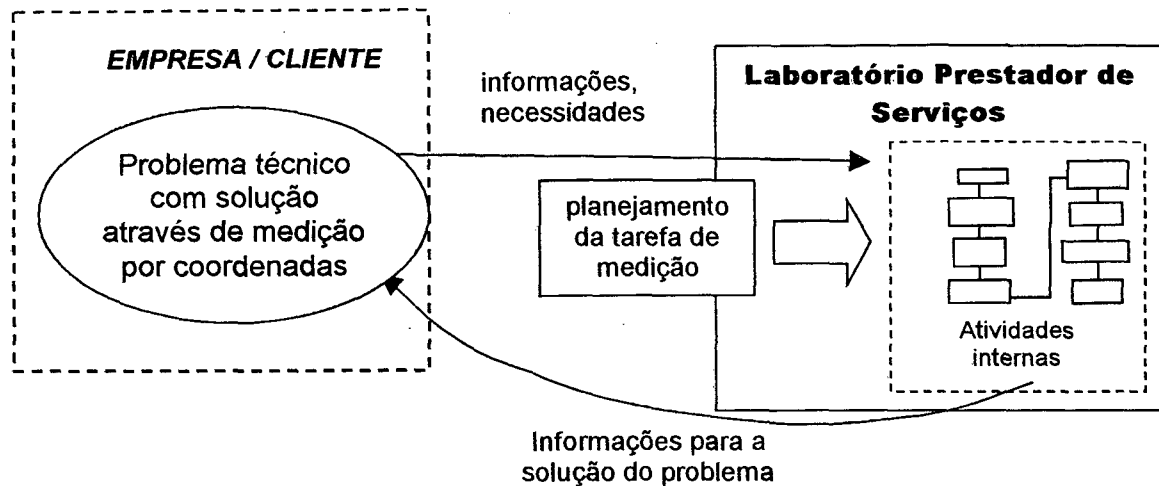 EMPRESA / CLIENTE
Problema técnico
com solução
através de medição
por coordenadas
informações,
necessidades
planejamento
da tarefa de
medição
Laboratório Prestador de
Serviços
Atividades
internas
Informações para a
solução do problema